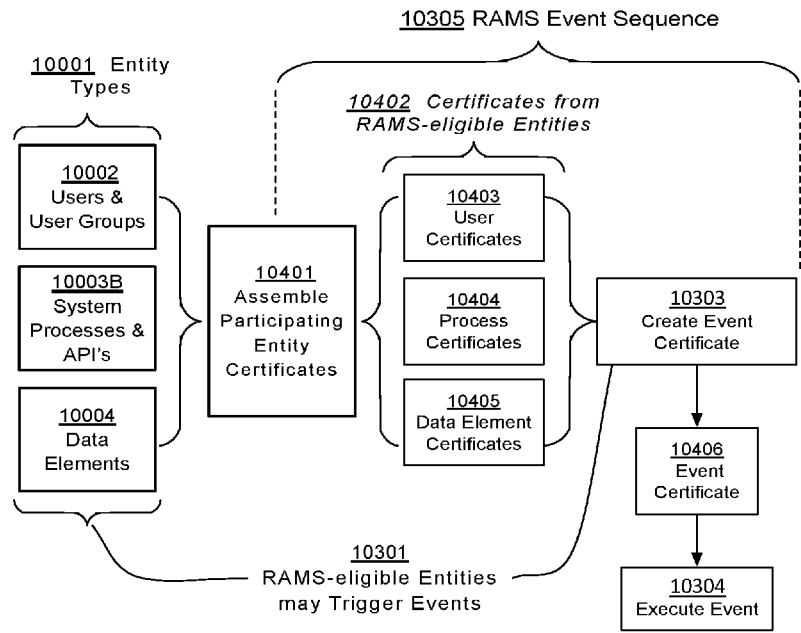 10305 RAMS Event Sequence
10001 Entity
Types
10402 Certificates from
RAMS-eligible Entities
10002
Users &
User Groups
10003B
System
Processes &
API's
10004
Data
Elements
10401
Assemble
Participating
Entity
Certificates
10403
User
Certificates
10404
Process
Certificates
10405
Data Element
Certificates
10303
Create Event
Certificate
10406
Event
Certificate
10304
Execute Event
10301
RAMS-eligible Entities
may Trigger Events